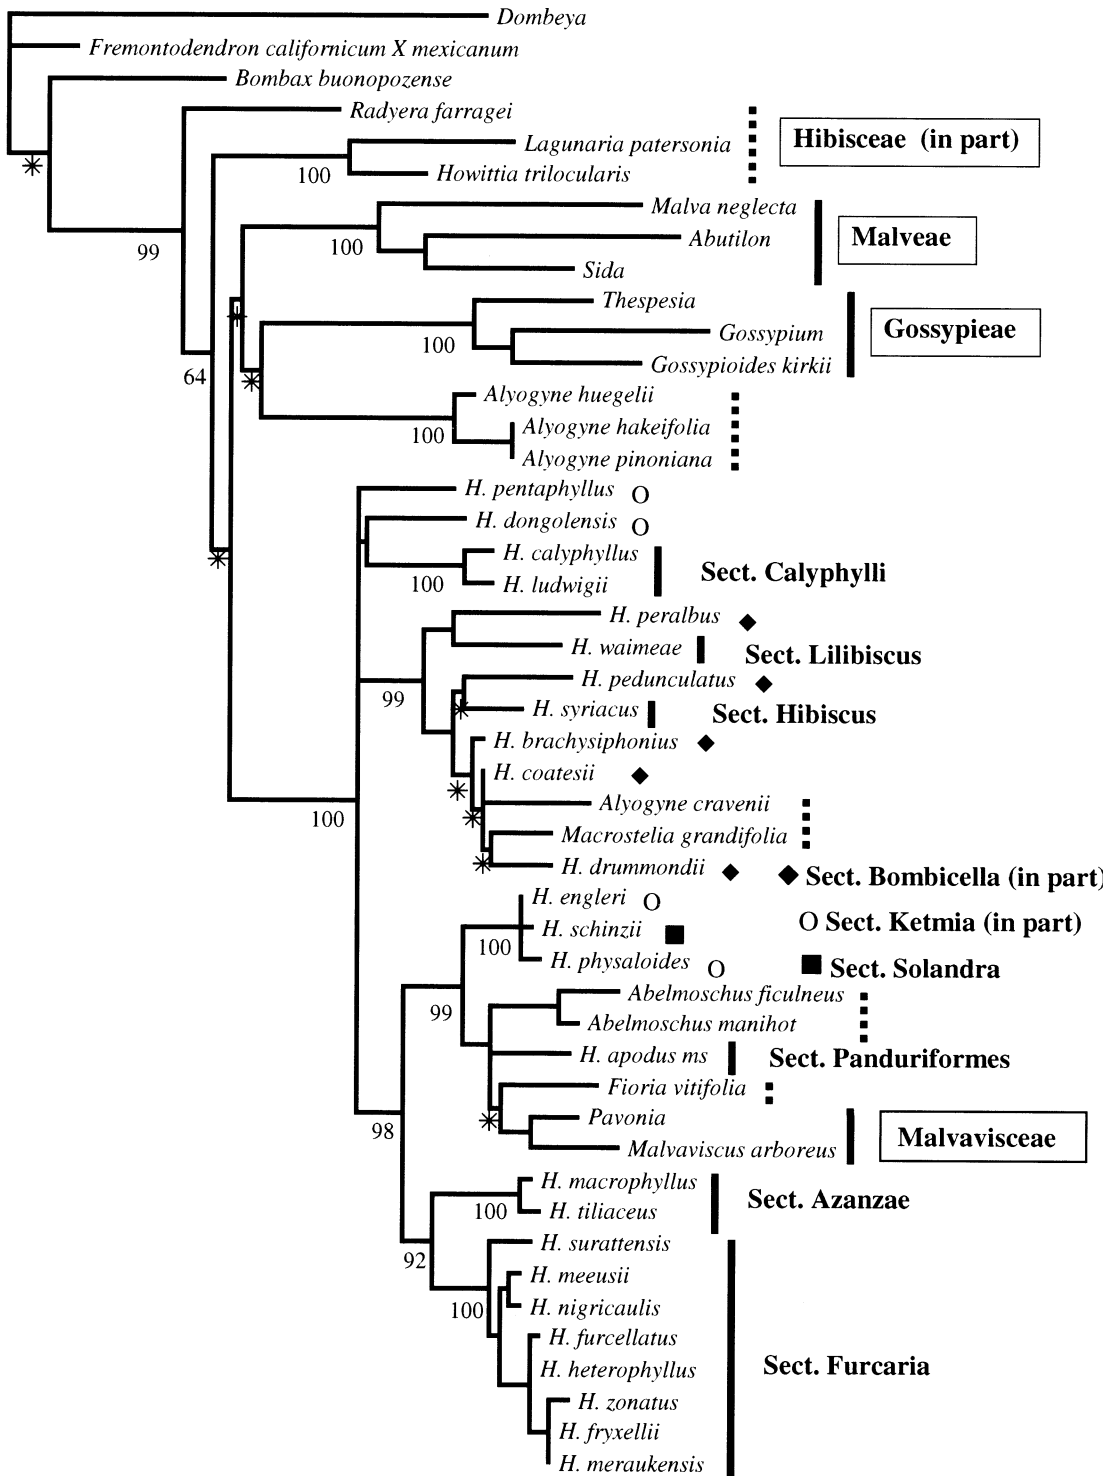 Dombeya
Fremontodendron californicum X mexicanum
Bombax buonopozense
Radyera farragei
Lagunaria patersonia
Hibisceae (in part)
Howittia trilocularis
100
Malva neglecta
Abutilon
Malveae
99
100
Sida
Thespesia
Gossypium
Gossypieae
100
Gossypioides kirkii
64
Alyogyne huegelii
Alyogyne hakeifolia
100
Alyogyne pinoniana
H. pentaphyllus O
H. dongolensis O
H. calyphyllus
Sect. Calyphylli
100
H. ludwigii
H. peralbus
H. waimeae
Sect. Lilibiscus
H. pedunculatus
99
H. syriacus
Sect. Hibiscus
H. brachysiphonius
H. coatesii
Alyogyne cravenii
100
Macrostelia grandifolia
H. drummondii
Sect. Bombicella (in part)
H. engleri O
O Sect. Ketmia (in part)
H. schinzii
100
H. physaloides O
Sect. Solandra
Abelmoschus ficulneus
99
Abelmoschus manihot
H. apodus ms
Sect. Panduriformes
Fioria vitifolia
Pavonia
98
Malvavisceae
Malvaviscus arboreus
H. macrophyllus
Sect. Azanzae
100
H. tiliaceus
H. surattensis
92
H. meeusii
100
H. nigricaulis
H. furcellatus
H. heterophyllus
Sect. Furcaria
H. zonatus
H. fryxellii
H. meraukensis